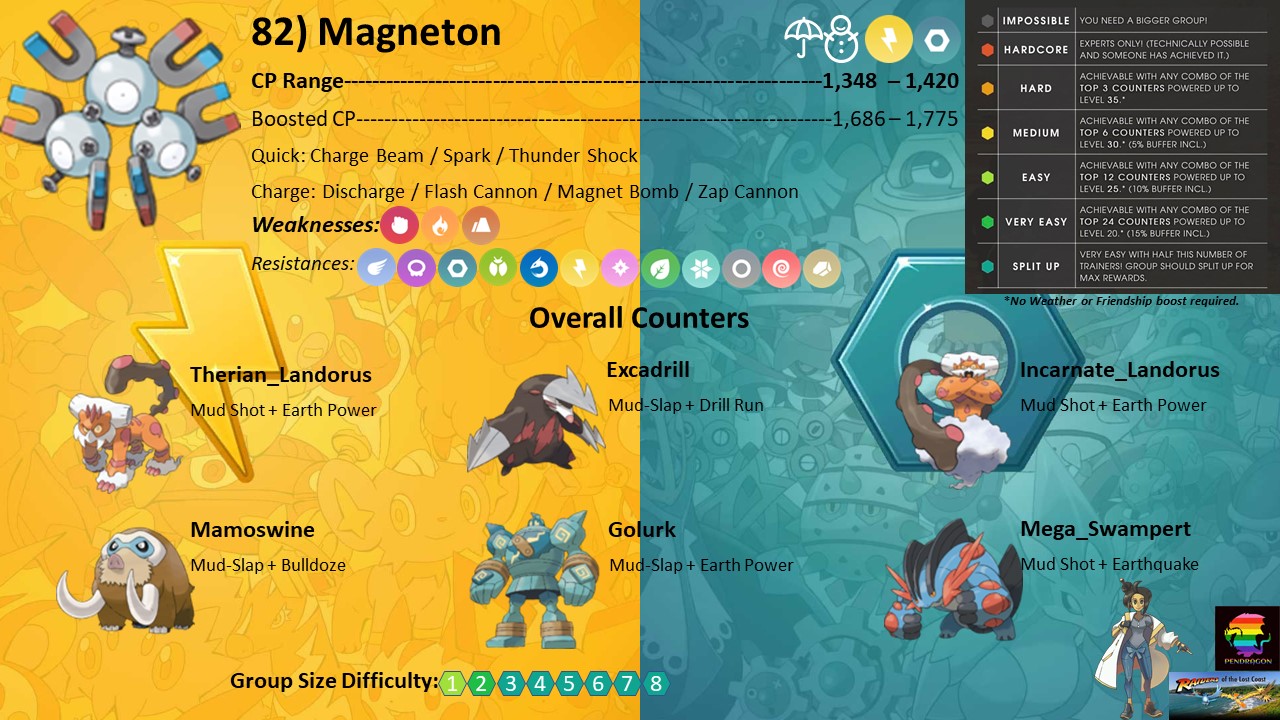 82) Magneton
CP Range--------------------------------------------------------------------1,348 – 1,420
Boosted CP--------------------------------------------------------------------1,686 – 1,775
Quick: Charge Beam / Spark / Thunder Shock
Charge: Discharge / Flash Cannon / Magnet Bomb / Zap Cannon
Weaknesses:
Resistances:
IMPOSSIBLE YOU NEED A BIGGER GROUP!
HARDCORE EXPERTS ONLY! (TECHNICALLY POSSIBLE
AND SOMEONE HAS ACHIEVED IT.)
HARD ACHIEVABLE WITH ANY COMBO OF THE
TOP 3 COUNTERS POWERED UP TO
LEVEL 35.*
MEDIUM ACHIEVABLE WITH ANY COMBO OF THE
TOP 6 COUNTERS POWERED UP TO
LEVEL 30.* (5% BUFFER INCL.)
EASY ACHIEVABLE WITH ANY COMBO OF THE
TOP 12 COUNTERS POWERED UP TO
LEVEL 25.* (10% BUFFER INCL.)
VERY EASY ACHIEVABLE WITH ANY COMBO OF THE
TOP 24 COUNTERS POWERED UP TO
LEVEL 20.* (15% BUFFER INCL.)
SPLIT UP VERY EASY WITH HALF THIS NUMBER OF
TRAINERS! GROUP SHOULD SPLIT UP FOR
MAX REWARDS.
*No Weather or Friendship boost required.
Overall Counters
Therian_Landorus
Mud Shot + Earth Power
Excadrill
Mud-Slap + Drill Run
Incarnate_Landorus
Mud Shot + Earth Power
Mamoswine
Mud-Slap + Bulldoze
Golurk
Mud-Slap + Earth Power
Mega_Swampert
Mud Shot + Earthquake
Group Size Difficulty: 1 2 3 4 5 6 7 8
PENDRAGON
RAIDERS of the Lost Coast